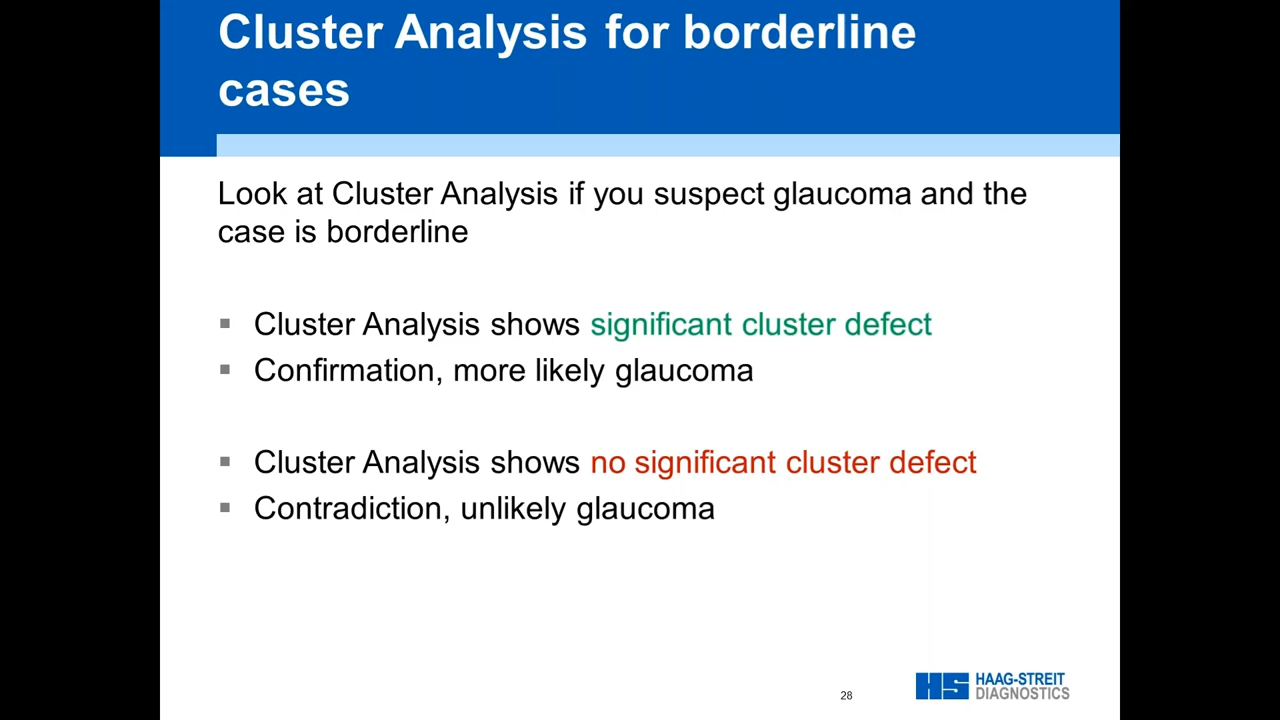 Cluster Analysis for borderline
cases
Look at Cluster Analysis if you suspect glaucoma and the
case is borderline
Cluster Analysis shows significant cluster defect
Confirmation, more likely glaucoma
Cluster Analysis shows no significant cluster defect
Contradiction, unlikely glaucoma
28
HS HAAG-STREIT
DIAGNOSTICS